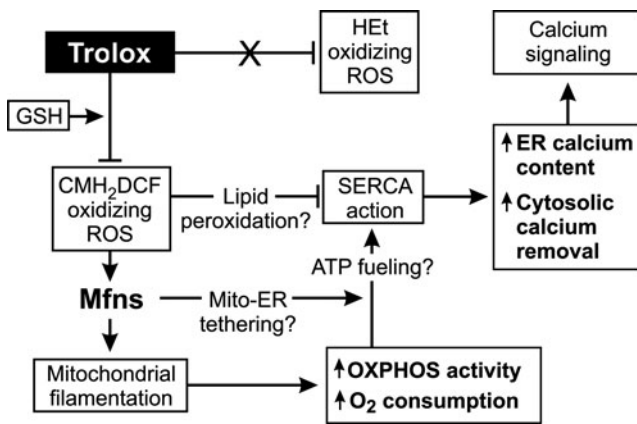 Trolox
X
HEt
oxidizing
ROS
Calcium
signaling
GSH
CMH₂DCF
oxidizing
ROS
Lipid
peroxidation?
SERCA
action
ER calcium
content
Cytosolic
calcium
removal
ATP fueling?
Mfns
Mito-ER
tethering?
Mitochondrial
filamentation
OXPHOS activity
O₂ consumption